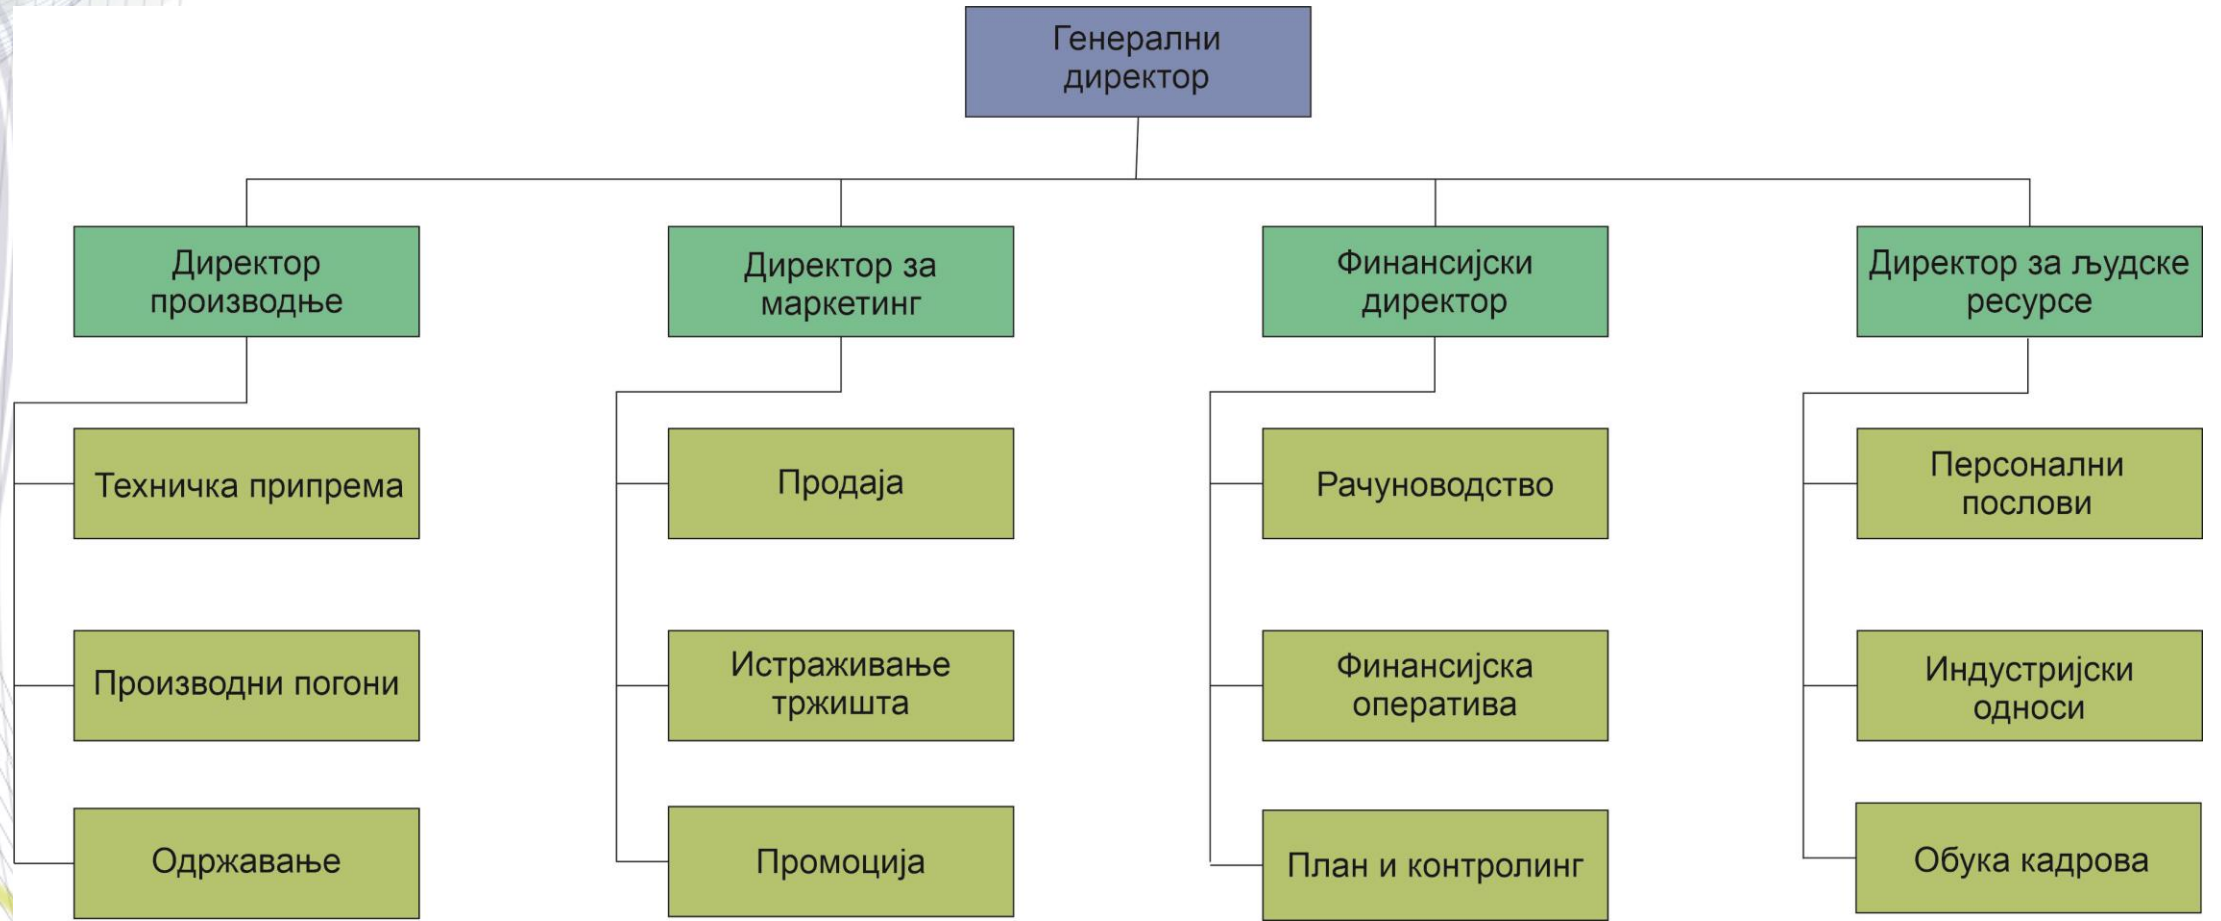 Генерални
директор
Директор
производње
Директор за
маркетинг
Финансијски
директор
Директор за људске
ресурсе
Техничка припрема
Продаја
Рачуноводство
Персонални
послови
Производни погони
Истраживање
тржишта
Финансијска
оператива
Индустријски
односи
Одржавање
Промоција
План и контролинг
Обука кадрова